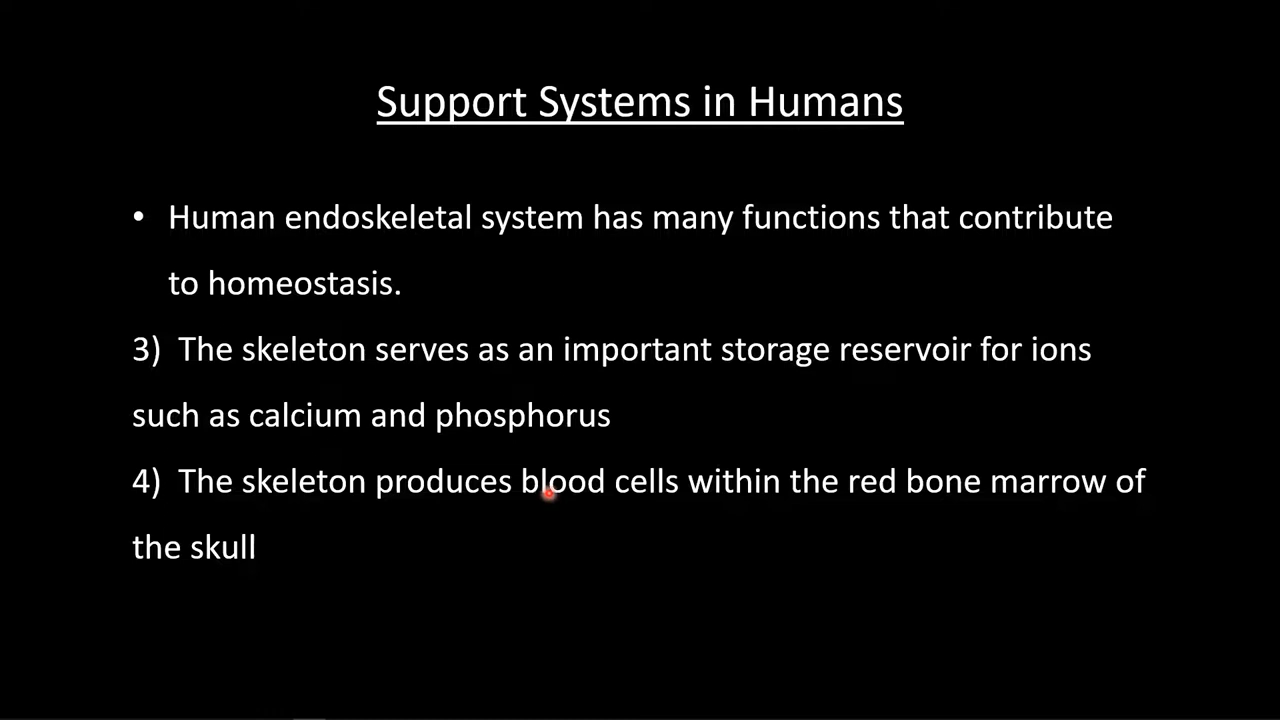 Support Systems in Humans
• Human endoskeletal system has many functions that contribute
to homeostasis.
3) The skeleton serves as an important storage reservoir for ions
such as calcium and phosphorus
4) The skeleton produces blood cells within the red bone marrow of
the skull